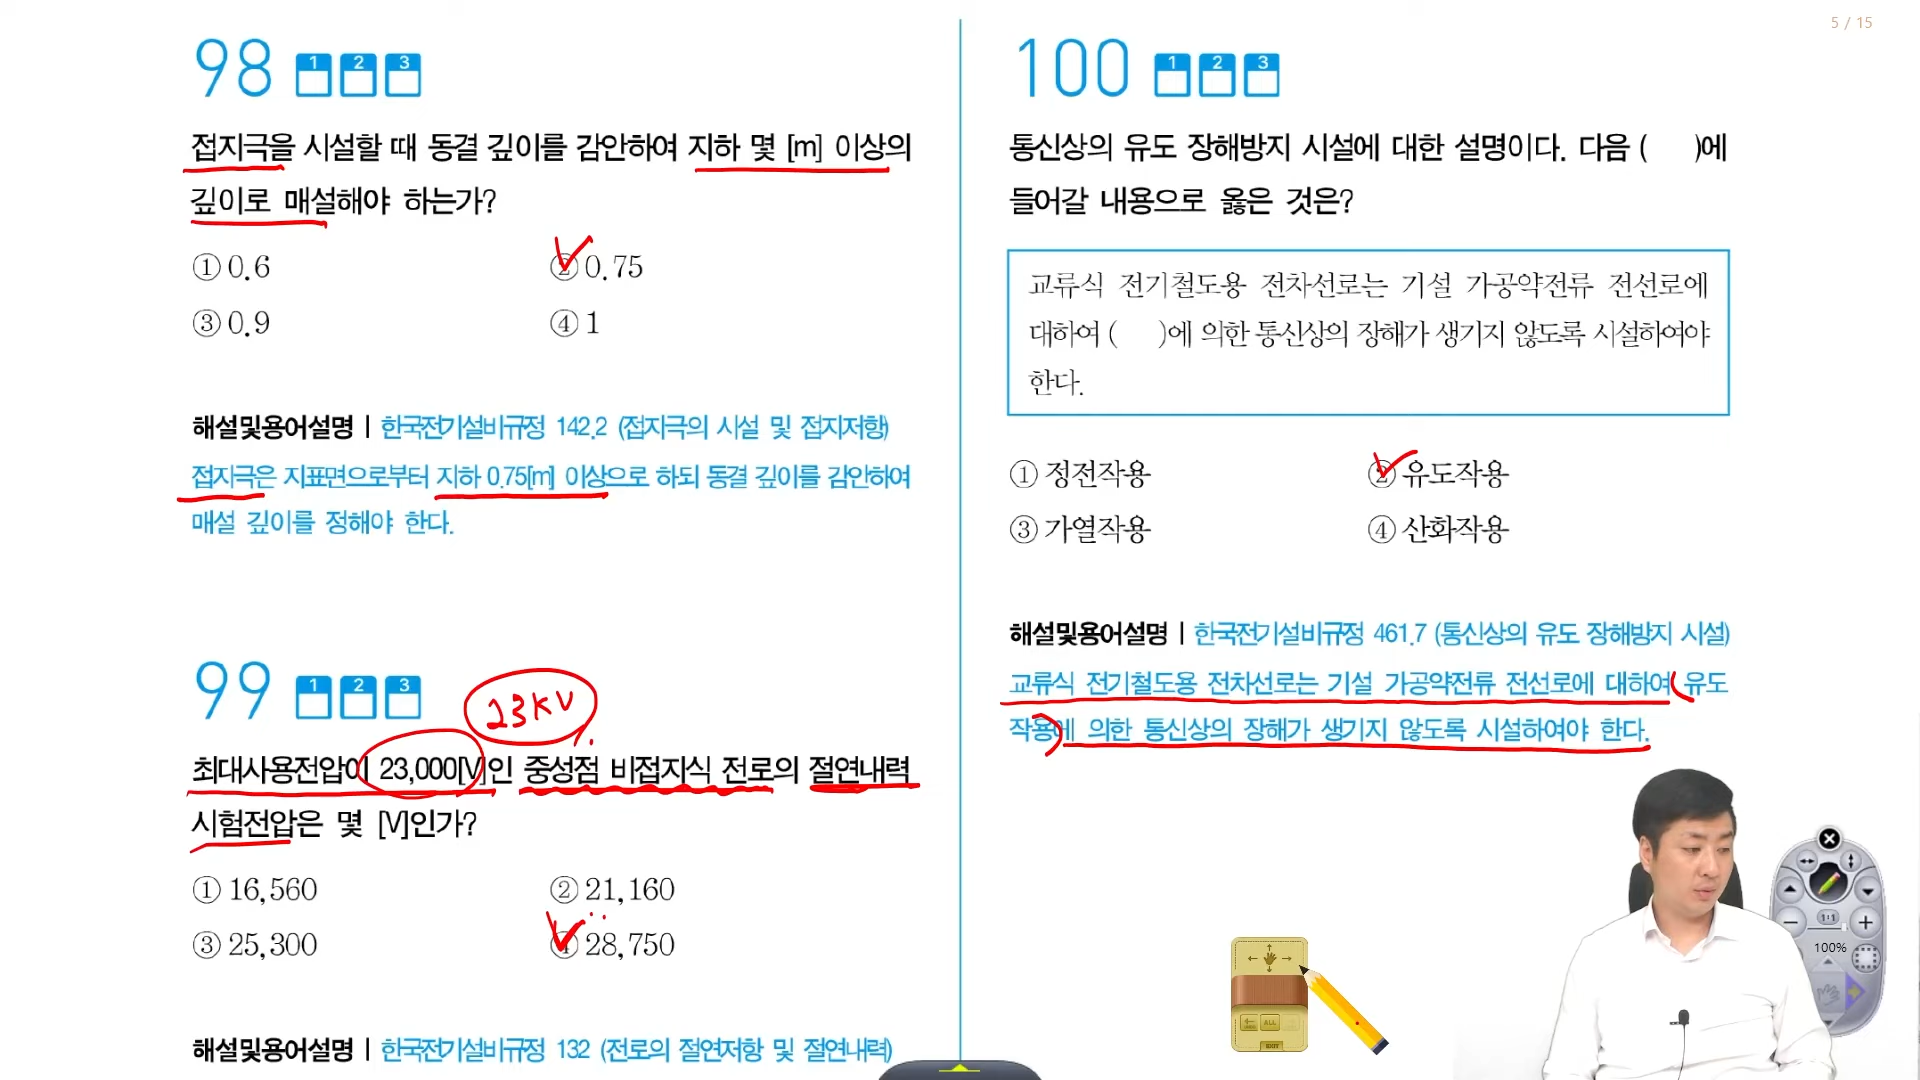 5 / 15
98 1 2 3
접지극을 시설할 때 동결 깊이를 감안하여 지하 몇 [m] 이상의
깊이로 매설해야 하는가?
① 0.6 ② 0.75
③ 0.9 ④ 1
해설및용어설명 | 한국전기설비규정 142.2 (접지극의 시설 및 접지저항)
접지극은 지표면으로부터 지하 0.75[m] 이상으로 하되 동결 깊이를 감안하여
매설 깊이를 정해야 한다.
99 1 2 3
23KV
최대사용전압이 23,000[V]인 중성점 비접지식 전로의 절연내력
시험전압은 몇 [V]인가?
① 16,560 ② 21,160
③ 25,300 ④ 28,750
해설및용어설명 | 한국전기설비규정 132 (전로의 절연저항 및 절연내력)
100 1 2 3
통신상의 유도 장해방지 시설에 대한 설명이다. 다음 (    )에
들어갈 내용으로 옳은 것은?
교류식 전기철도용 전차선로는 기설 가공약전류 전선로에
대하여 (    )에 의한 통신상의 장해가 생기지 않도록 시설하여야
한다.
① 정전작용 ② 유도작용
③ 가열작용 ④ 산화작용
해설및용어설명 | 한국전기설비규정 461.7 (통신상의 유도 장해방지 시설)
교류식 전기철도용 전차선로는 기설 가공약전류 전선로에 대하여 유도
작용에 의한 통신상의 장해가 생기지 않도록 시설하여야 한다.
1:1
100%
ALL
EXIT